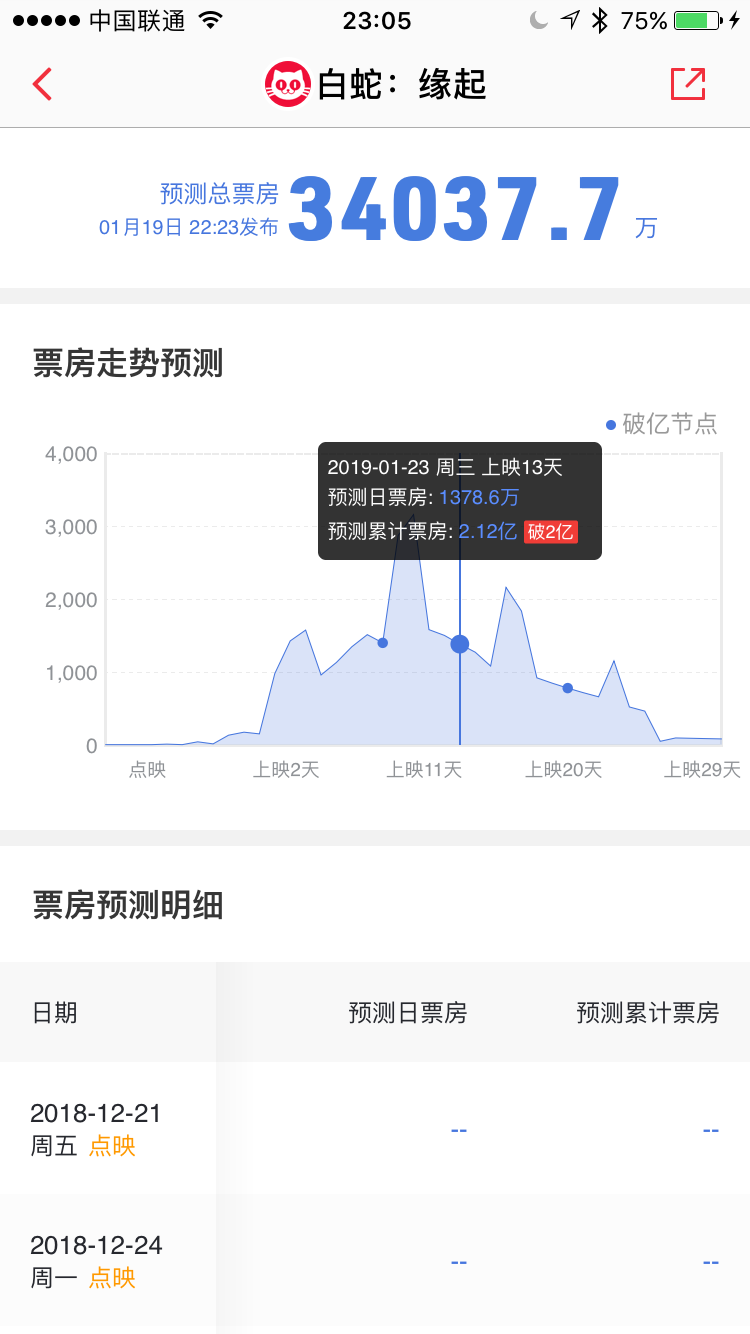 中国联通 23:05 75%
白蛇：缘起
预测总票房
01月19日 22:23发布
34037.7 万
票房走势预测
破亿节点
4,000
3,000
2,000
1,000
0
2019-01-23 周三 上映13天
预测日票房: 1378.6万
预测累计票房: 2.12亿 破2亿
点映 上映2天 上映11天 上映20天 上映29天
票房预测明细
日期 预测日票房 预测累计票房
2018-12-21
周五 点映
-- --
2018-12-24
周一 点映
-- --